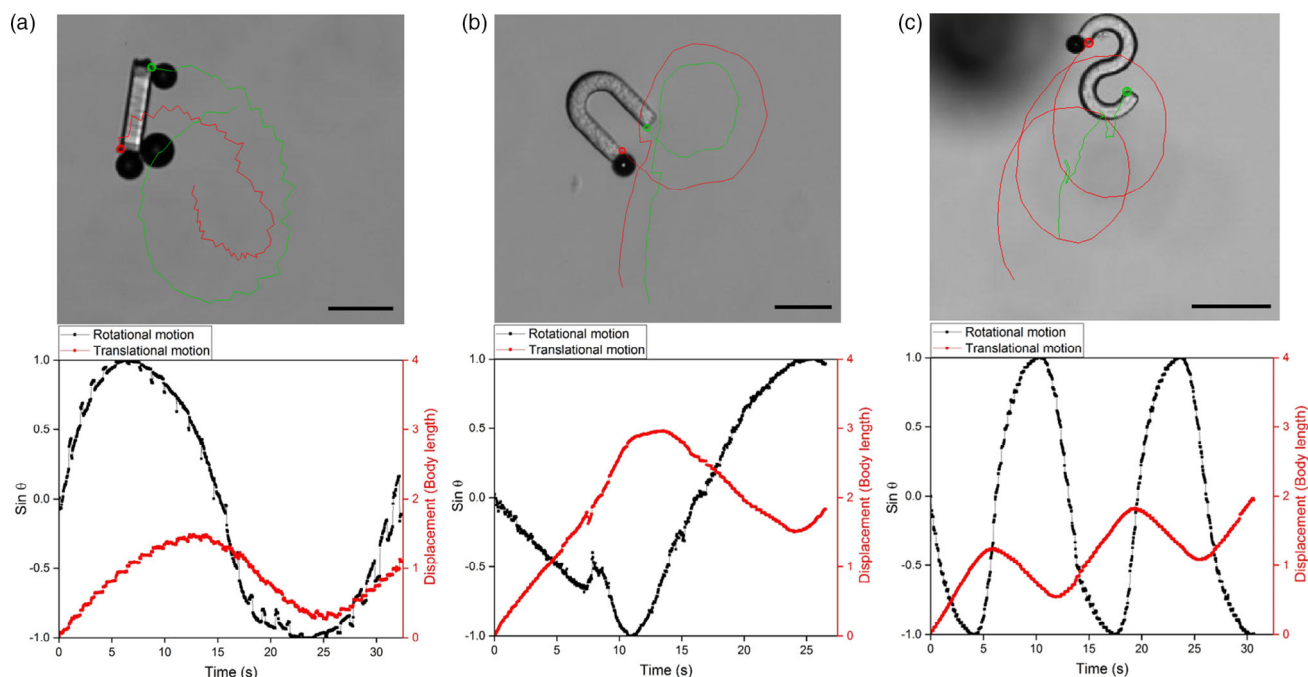 (a)
(b)
(c)
Rotational motion
Translational motion
1.0
0.5
0.0
-0.5
-1.0
Sin θ
4
3
2
1
0
Displacement (Body length)
0 5 10 15 20 25 30
Time (s)
Rotational motion
Translational motion
1.0
0.5
0.0
-0.5
-1.0
Sin θ
4
3
2
1
0
Displacement (Body length)
0 5 10 15 20 25
Time (s)
Rotational motion
Translational motion
1.0
0.5
0.0
-0.5
-1.0
Sin θ
4
3
2
1
0
Displacement (Body length)
0 5 10 15 20 25 30
Time (s)